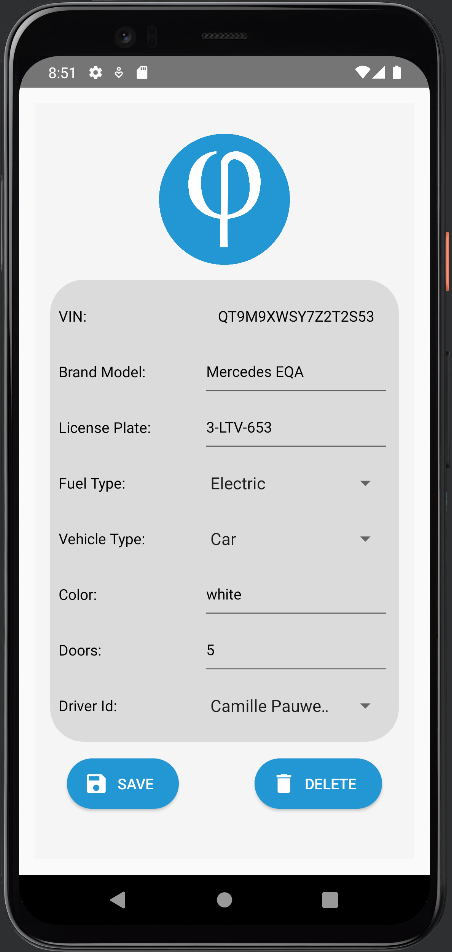 8:51
φ
VIN: QT9M9XWSY7Z2T2S53
Brand Model: Mercedes EQA
License Plate: 3-LTV-653
Fuel Type: Electric
Vehicle Type: Car
Color: white
Doors: 5
Driver Id: Camille Pauwe..
SAVE DELETE